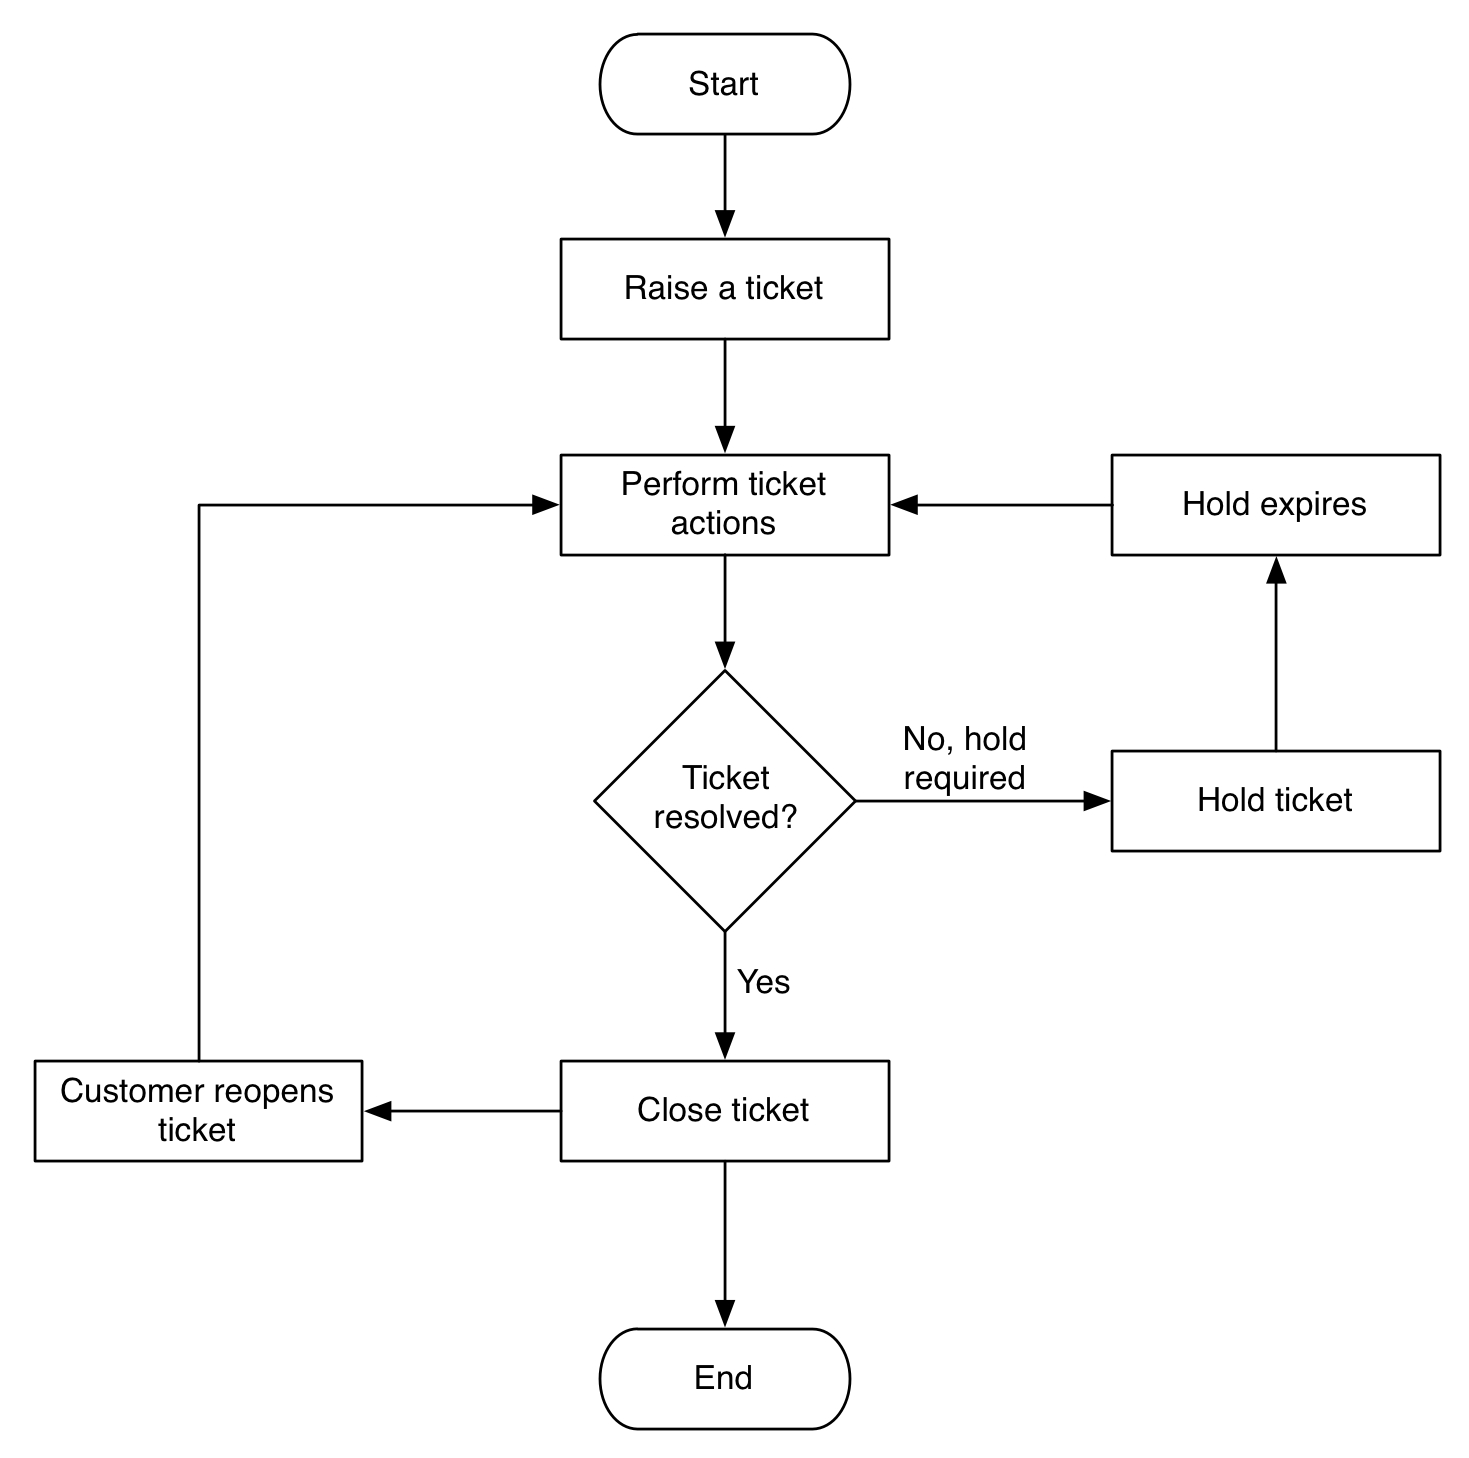 Start
Raise a ticket
Perform ticket
actions
Hold expires
Ticket
resolved?
No, hold
required
Hold ticket
Yes
Customer reopens
ticket
Close ticket
End